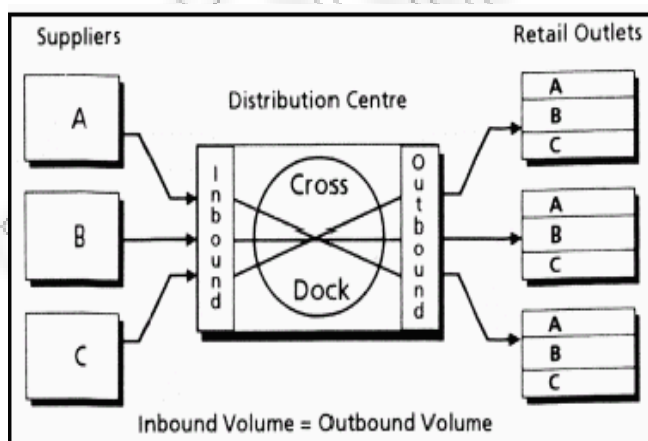 Suppliers
Retail Outlets
A
B
C
Distribution Centre
Inbound
Cross
Dock
Outbound
A
B
C
A
B
C
A
B
C
Inbound Volume = Outbound Volume